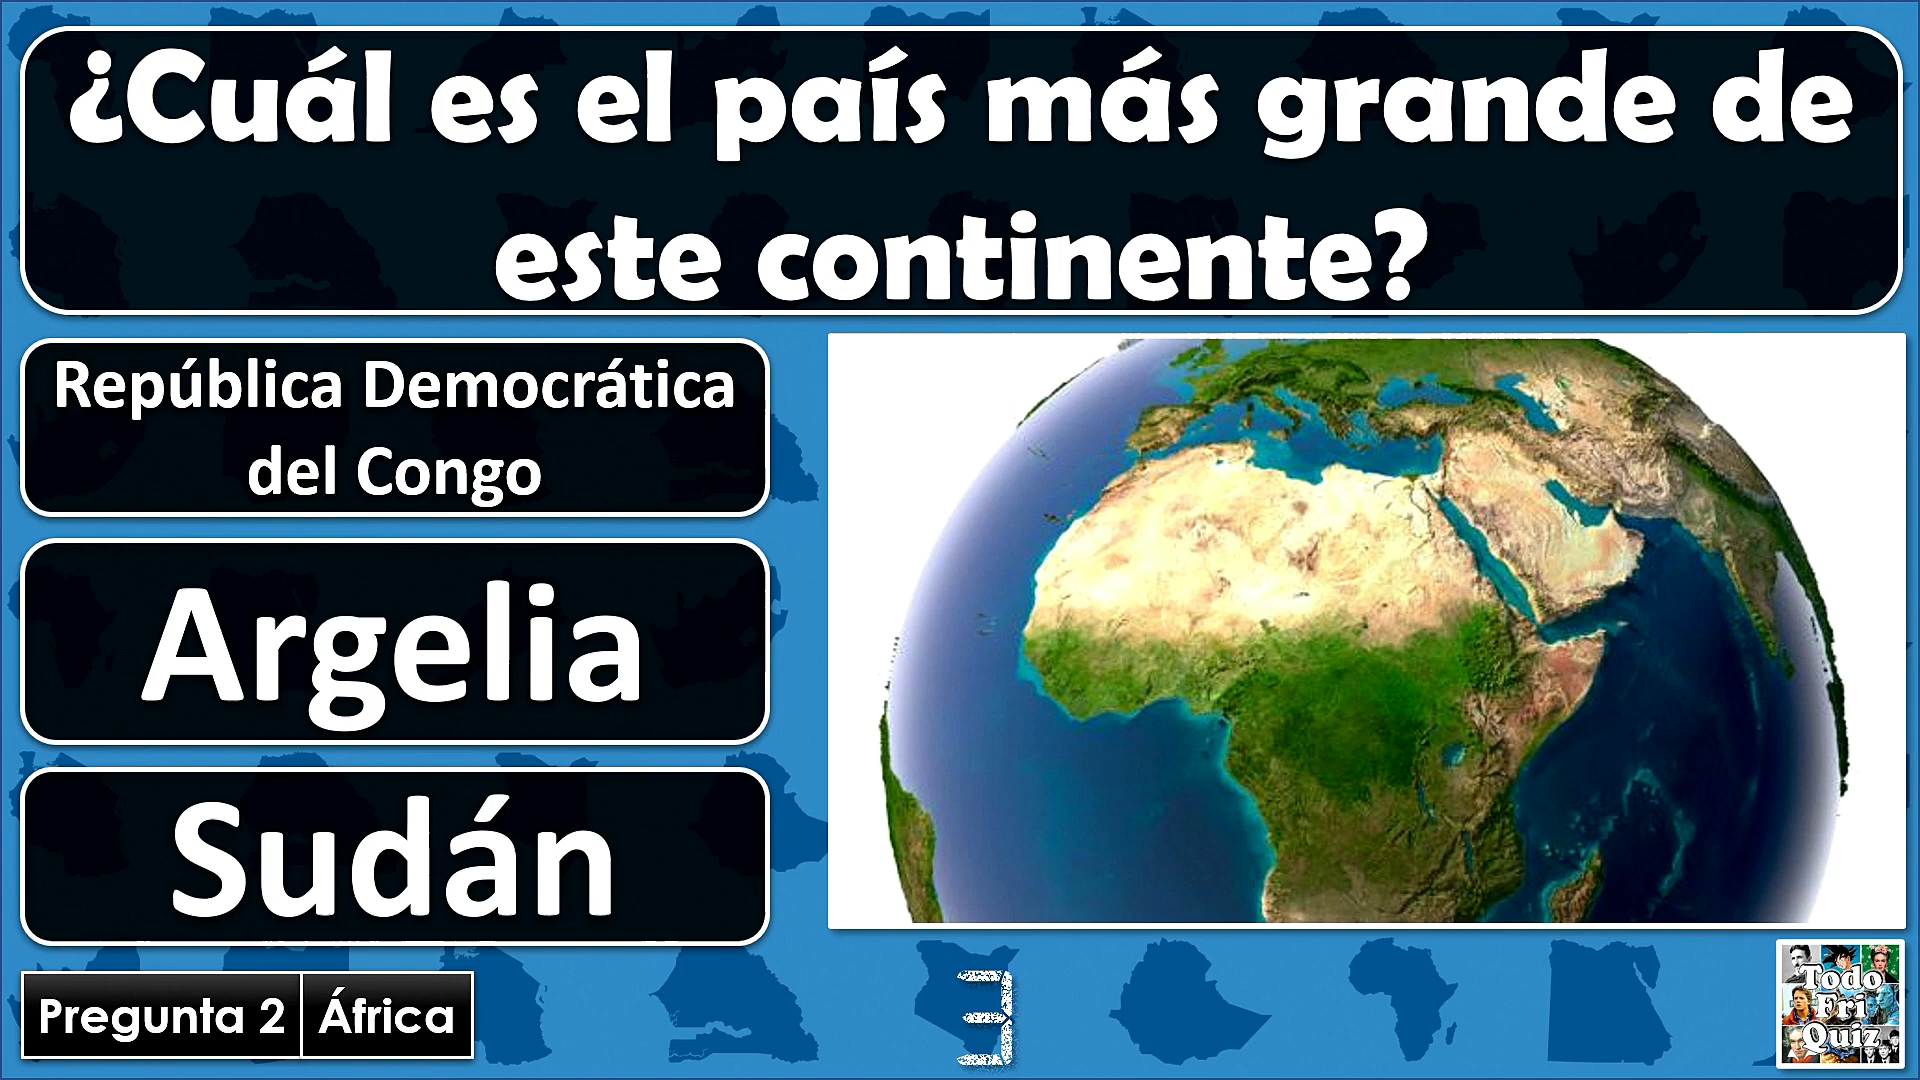 ¿Cuál es el país más grande de
este continente?
República Democrática
del Congo
Argelia
Sudán
Pregunta 2 África
3
Todo
Fri
Quiz